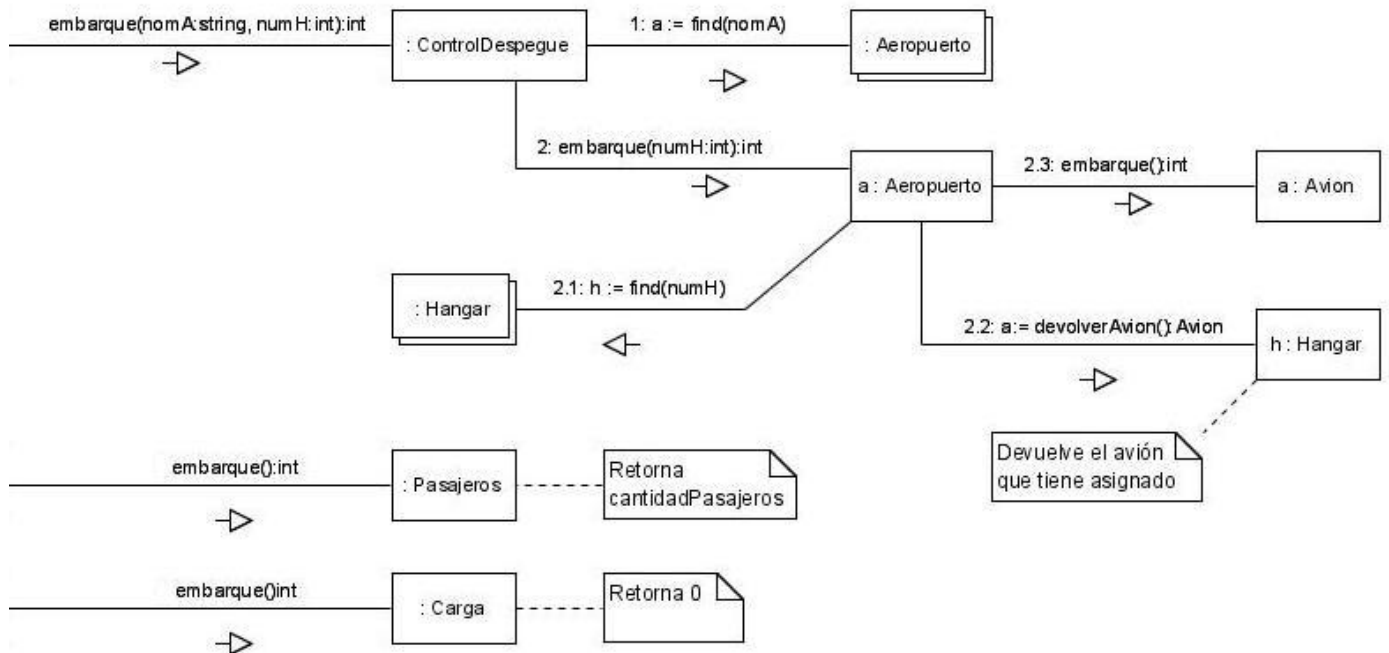 embarque(nomA:string, numH:int):int
: ControlDespegue
1: a := find(nomA)
: Aeropuerto
2: embarque(numH:int):int
a : Aeropuerto
2.3: embarque():int
a : Avion
: Hangar
2.1: h := find(numH)
2.2: a:= devolverAvion(): Avion
h : Hangar
Devuelve el avión
que tiene asignado
embarque():int
: Pasajeros
Retorna
cantidadPasajeros
embarque()int
: Carga
Retorna 0